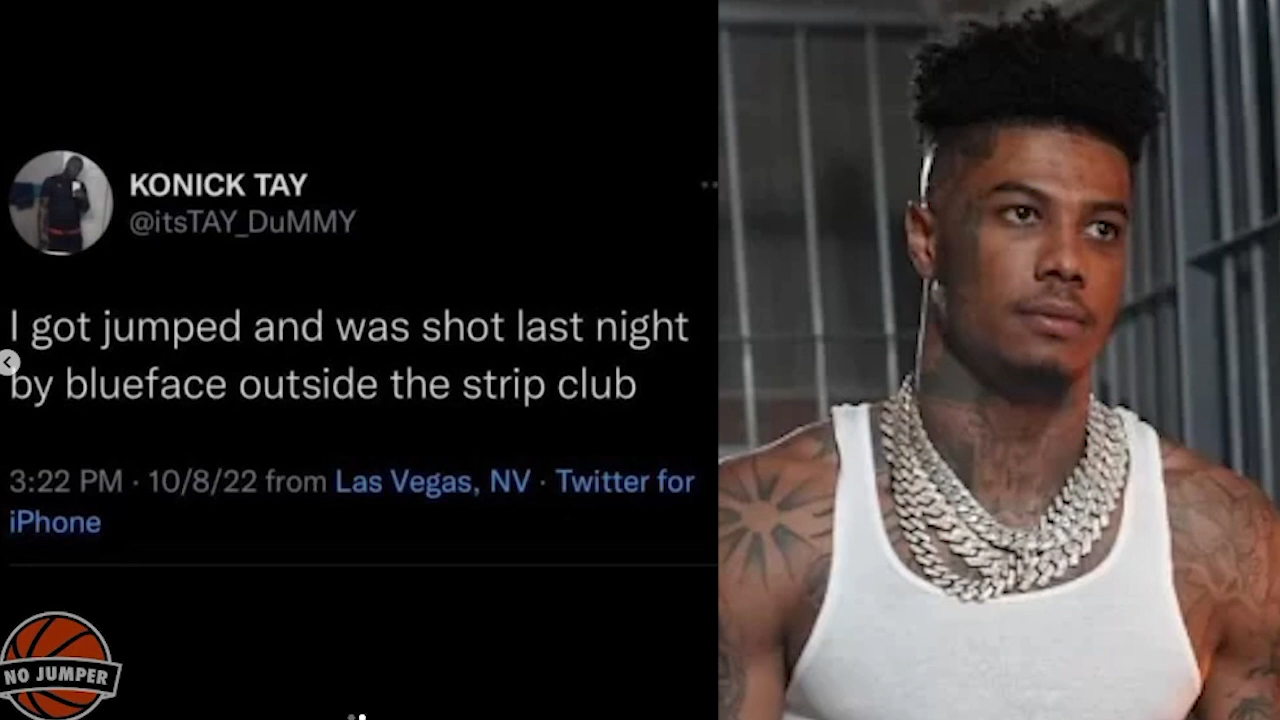 KONICK TAY
@itsTAY_DuMMY
I got jumped and was shot last night
by blueface outside the strip club
3:22 PM · 10/8/22 from Las Vegas, NV · Twitter for
iPhone
NO JUMPER